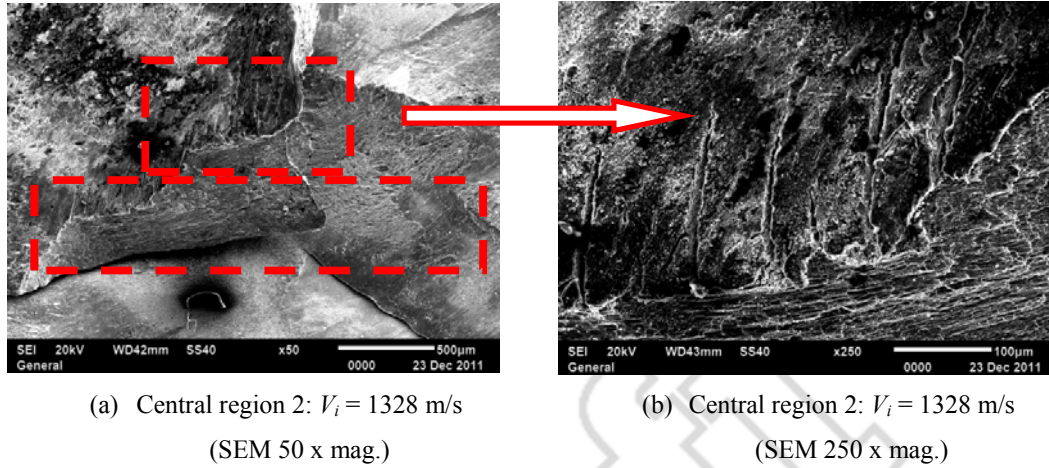 SEI 20kV WD42mm SS40 x50 500µm
General 0000 23 Dec 2011
SEI 20kV WD43mm SS40 x250 100µm
General 0000 23 Dec 2011
(a) Central region 2: Vi = 1328 m/s
(SEM 50 x mag.)
(b) Central region 2: Vi = 1328 m/s
(SEM 250 x mag.)